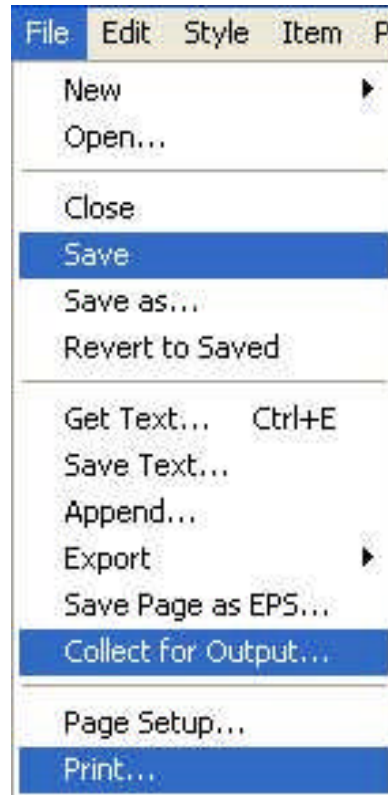 File Edit Style Item
New
Open...
Close
Save
Save as...
Revert to Saved
Get Text... Ctrl+E
Save Text...
Append...
Export
Save Page as EPS...
Collect for Output...
Page Setup...
Print...